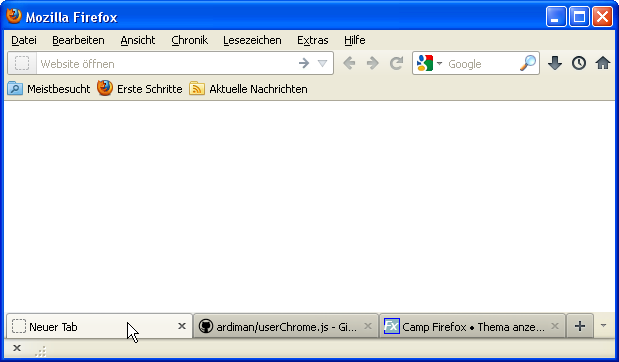 Mozilla Firefox
Datei Bearbeiten Ansicht Chronik Lesezeichen Extras Hilfe
Website öffnen Google
Meistbesucht Erste Schritte Aktuelle Nachrichten
Neuer Tab ardiman/userChrome.js - Gi... Camp Firefox • Thema anze...